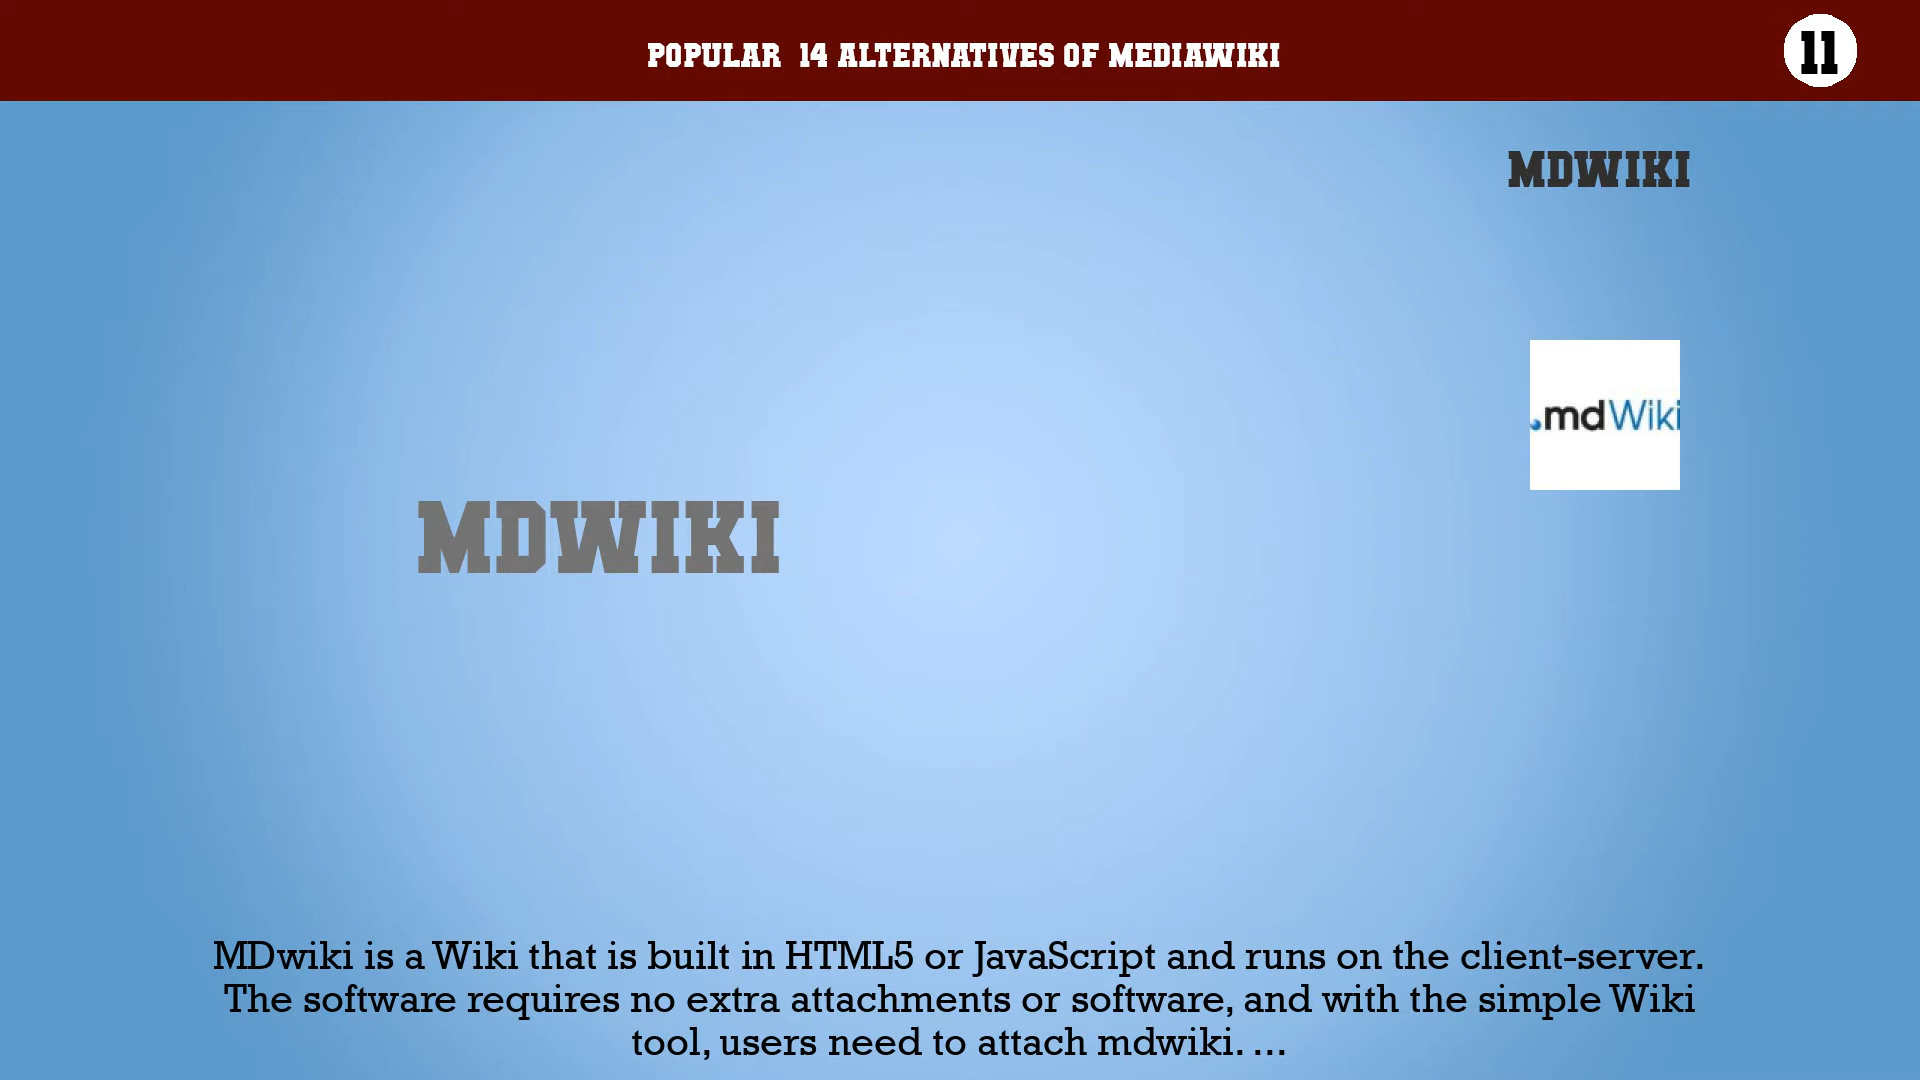 POPULAR 14 ALTERNATIVES OF MEDIAWIKI
11
MDWIKI
.mdWiki
MDWIKI
MDwiki is a Wiki that is built in HTML5 or JavaScript and runs on the client-server.
The software requires no extra attachments or software, and with the simple Wiki
tool, users need to attach mdwiki. ...